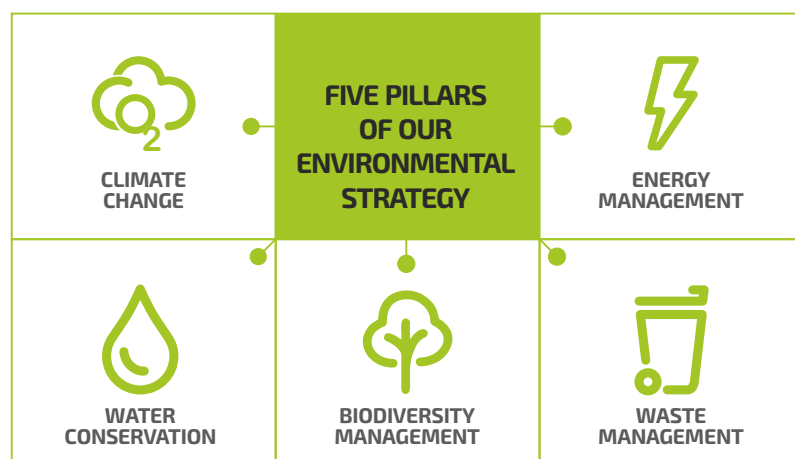 FIVE PILLARS
OF OUR
ENVIRONMENTAL
STRATEGY
O2
CLIMATE
CHANGE
ENERGY
MANAGEMENT
WATER
CONSERVATION
BIODIVERSITY
MANAGEMENT
WASTE
MANAGEMENT